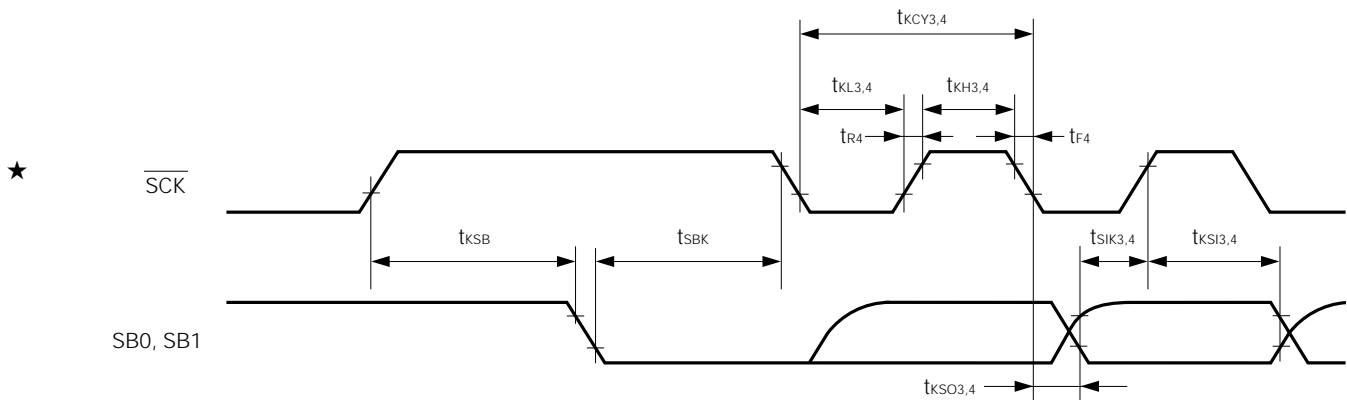 tKCY3,4
tKL3,4 tKH3,4
tR4 tF4
★ SCK
tKSB tSBK tSIK3,4 tKSI3,4
SB0, SB1
tKSO3,4